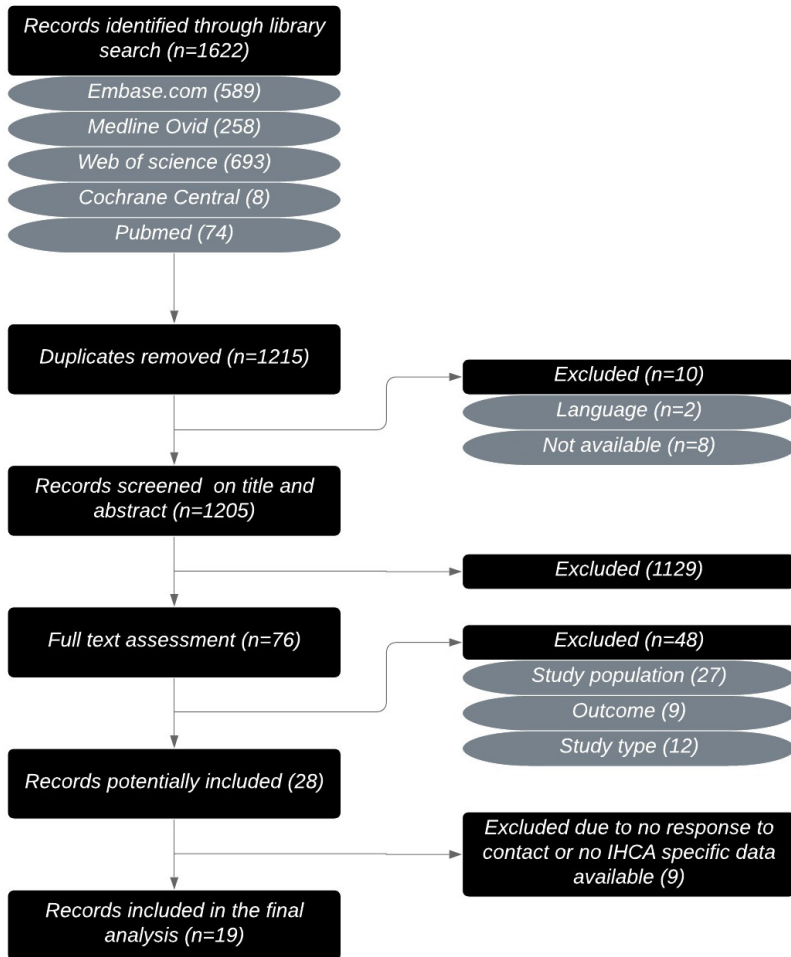 Records identified through library
search (n=1622)
Embase.com (589)
Medline Ovid (258)
Web of science (693)
Cochrane Central (8)
Pubmed (74)
Duplicates removed (n=1215)
Excluded (n=10)
Language (n=2)
Not available (n=8)
Records screened on title and
abstract (n=1205)
Excluded (1129)
Full text assessment (n=76)
Excluded (n=48)
Study population (27)
Outcome (9)
Study type (12)
Records potentially included (28)
Excluded due to no response to
contact or no IHCA specific data
available (9)
Records included in the final
analysis (n=19)